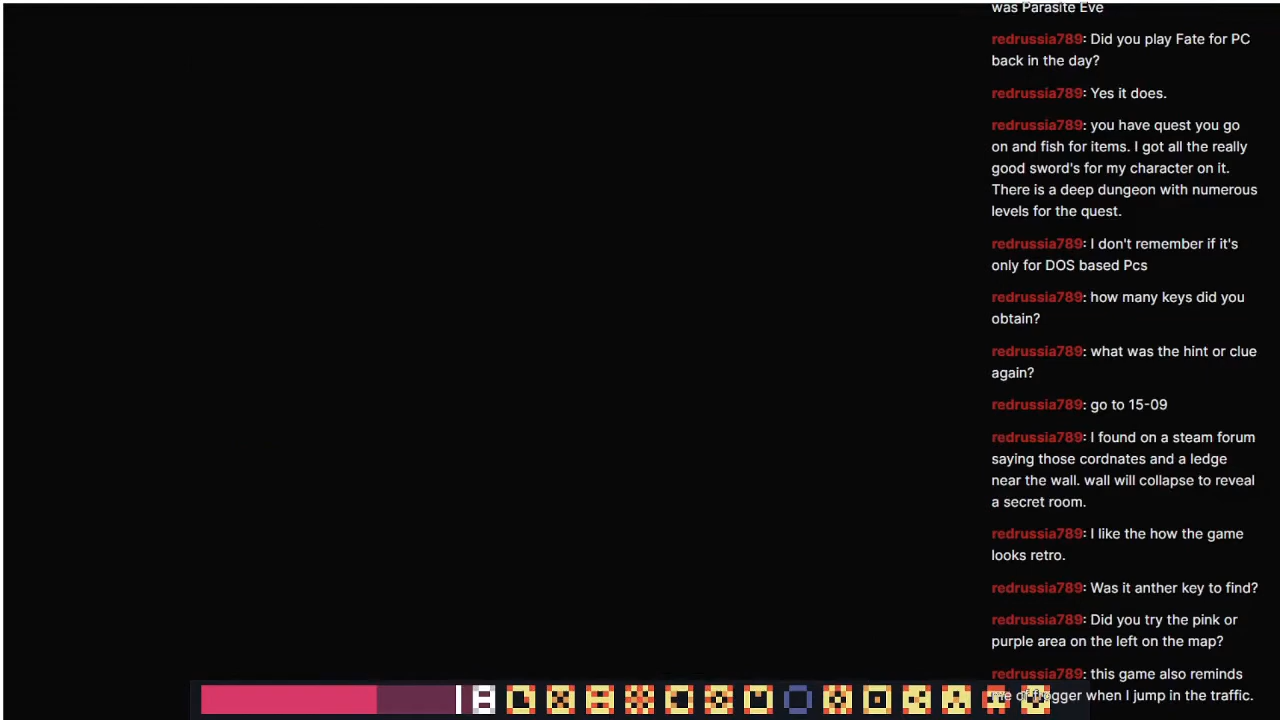 was Parasite Eve
redrussia789: Did you play Fate for PC
back in the day?
redrussia789: Yes it does.
redrussia789: you have quest you go
on and fish for items. I got all the really
good sword's for my character on it.
There is a deep dungeon with numerous
levels for the quest.
redrussia789: I don't remember if it's
only for DOS based Pcs
redrussia789: how many keys did you
obtain?
redrussia789: what was the hint or clue
again?
redrussia789: go to 15-09
redrussia789: I found on a steam forum
saying those cordnates and a ledge
near the wall. wall will collapse to reveal
a secret room.
redrussia789: I like the how the game
looks retro.
redrussia789: Was it anther key to find?
redrussia789: Did you try the pink or
purple area on the left on the map?
redrussia789: this game also reminds
me of frogger when I jump in the traffic.